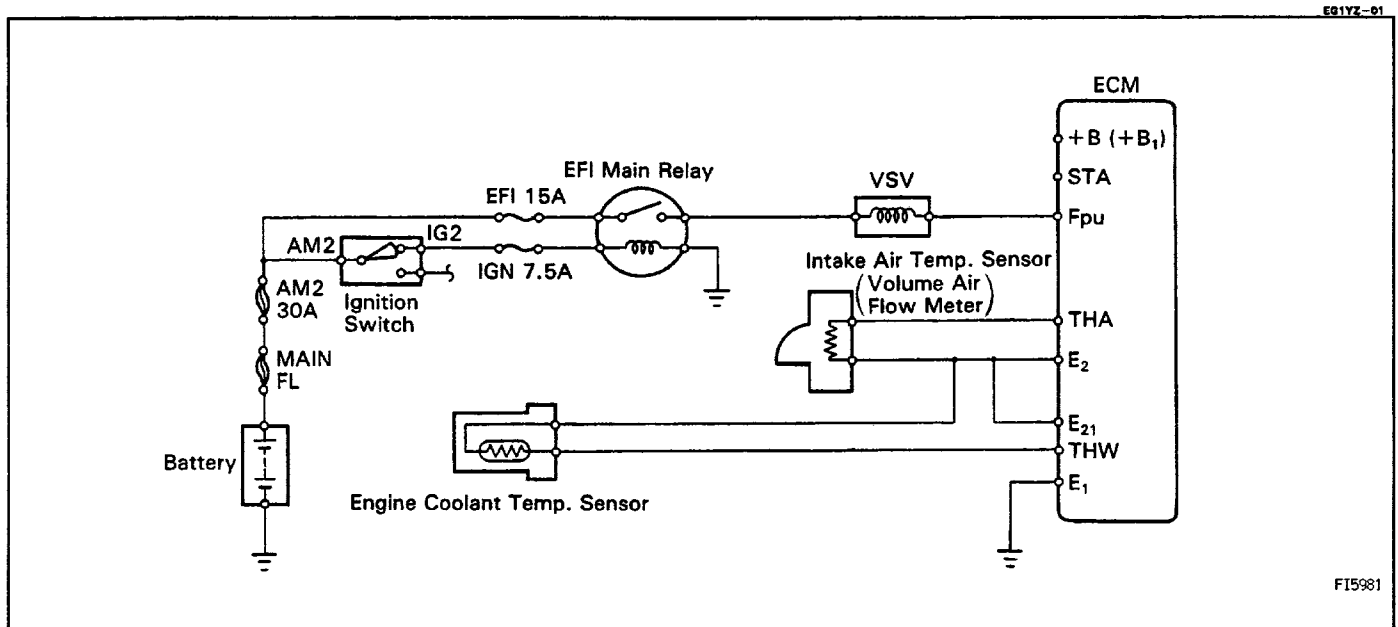 EG1YZ-01
ECM
+B (+B₁)
STA
EFI Main Relay
VSV
EFI 15A
Fpu
AM2
IG2
IGN 7.5A
Intake Air Temp. Sensor
(Volume Air
Flow Meter)
AM2
30A
Ignition
Switch
THA
E₂
MAIN
FL
E₂₁
THW
Battery
E₁
Engine Coolant Temp. Sensor
FI5981